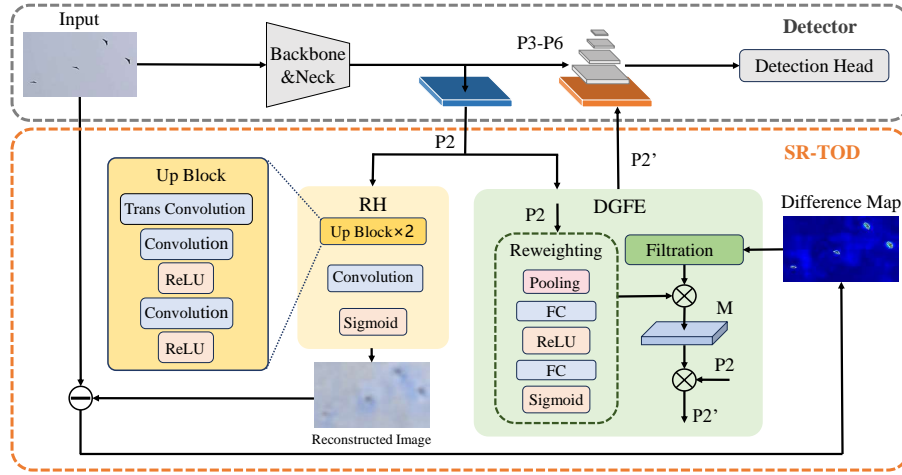 Input
Detector
Backbone
&Neck
P3-P6
Detection Head
P2
P2’
SR-TOD
Up Block
Trans Convolution
Convolution
ReLU
Convolution
ReLU
RH
Up Block×2
Convolution
Sigmoid
Reconstructed Image
P2
DGFE
Reweighting
Pooling
FC
ReLU
FC
Sigmoid
Filtration
M
P2
P2’
Difference Map